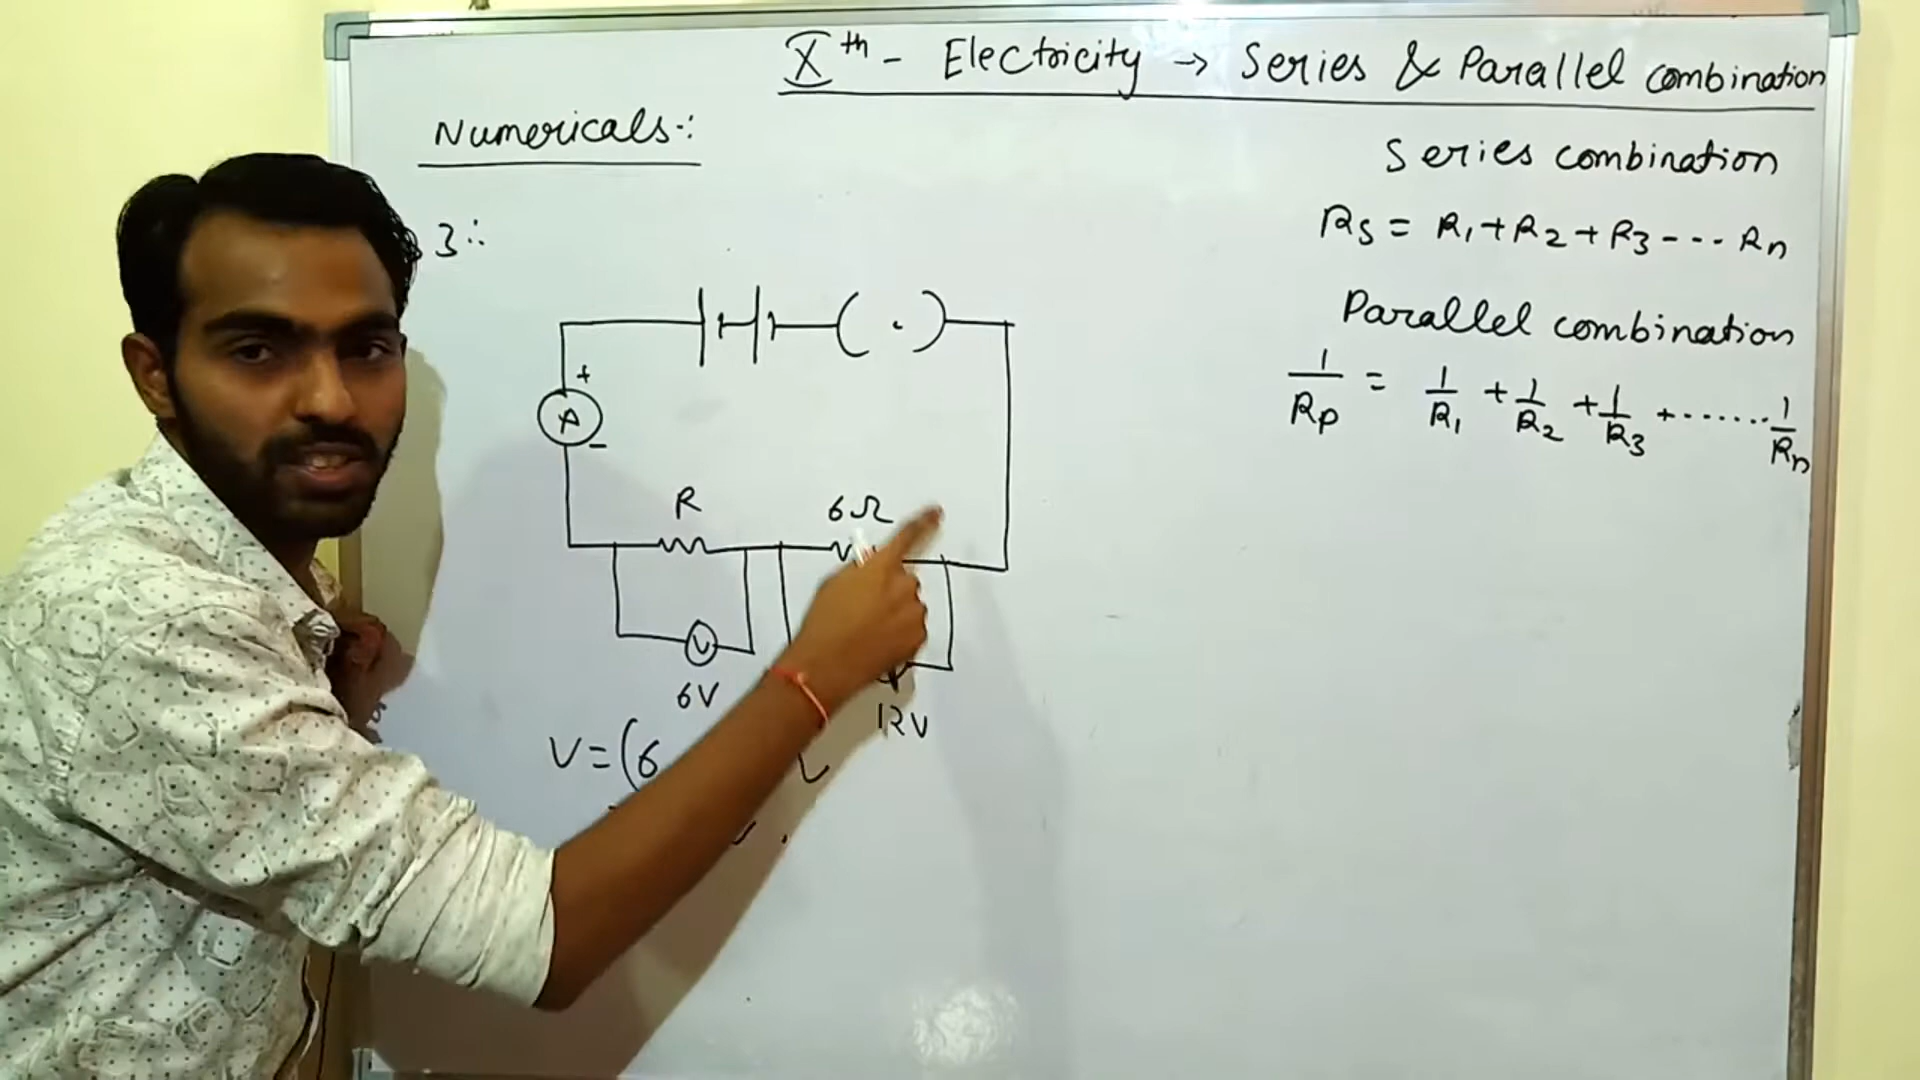 Xth - Electricity → Series & Parallel combination
Numericals:
3:
Series combination
Rs = R1 + R2 + R3 --- Rn
Parallel combination
1/Rp = 1/R1 + 1/R2 + 1/R3 + ....... 1/Rn
+
A
-
R
6Ω
V
6V
12V
V = (6